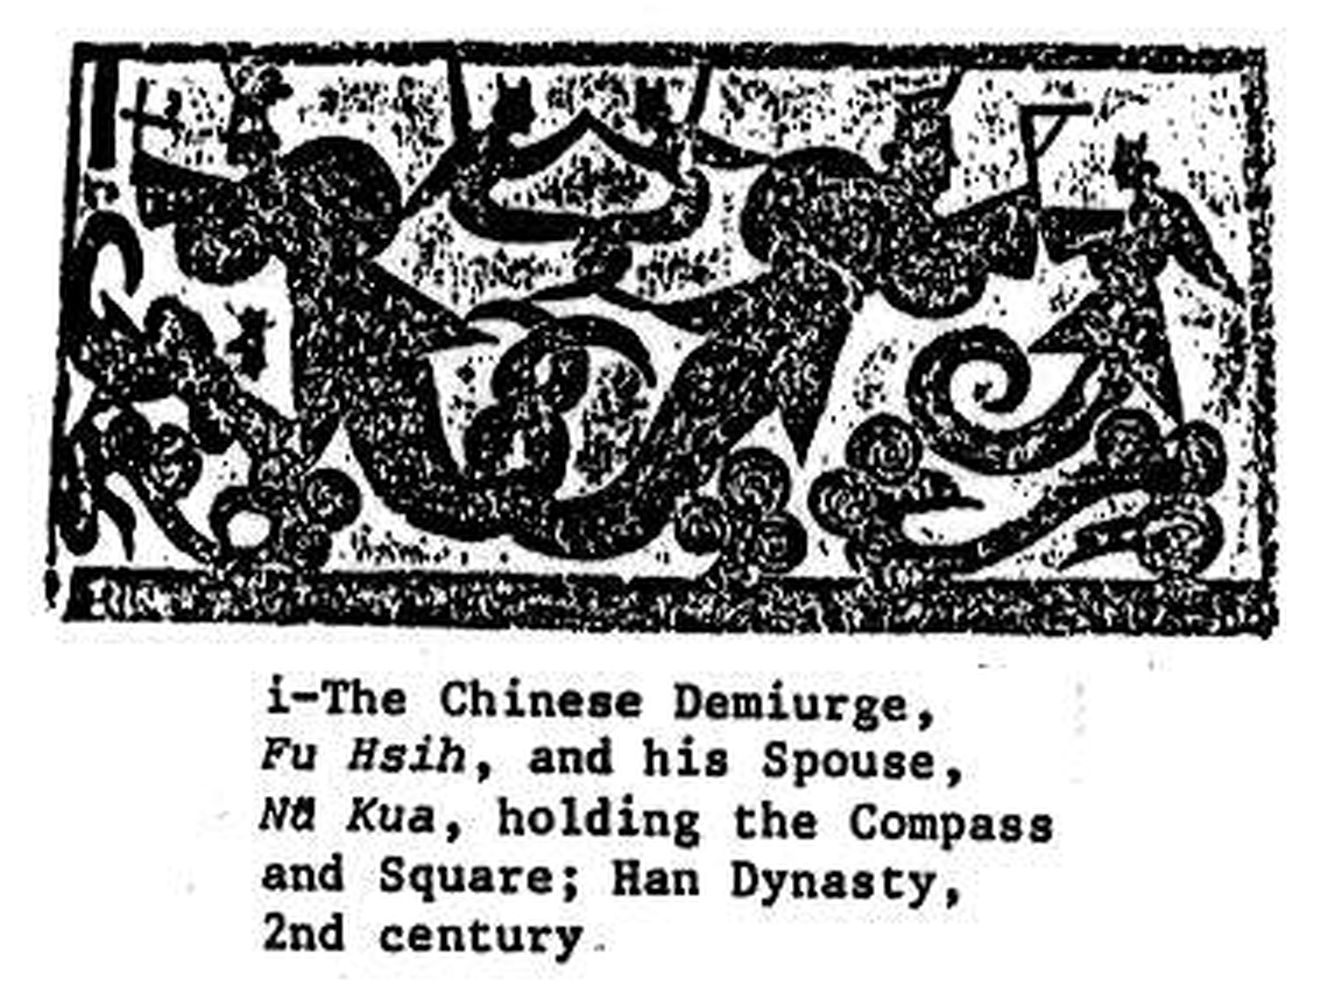 i-The Chinese Demiurge,
Fu Hsih, and his Spouse,
Nü Kua, holding the Compass
and Square; Han Dynasty,
2nd century.